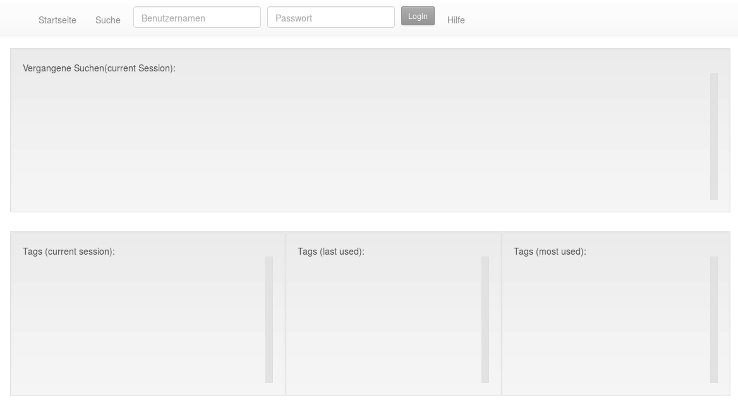 Startseite Suche Benutzernamen Passwort Login Hilfe
Vergangene Suchen(current Session):
Tags (current session): Tags (last used): Tags (most used):